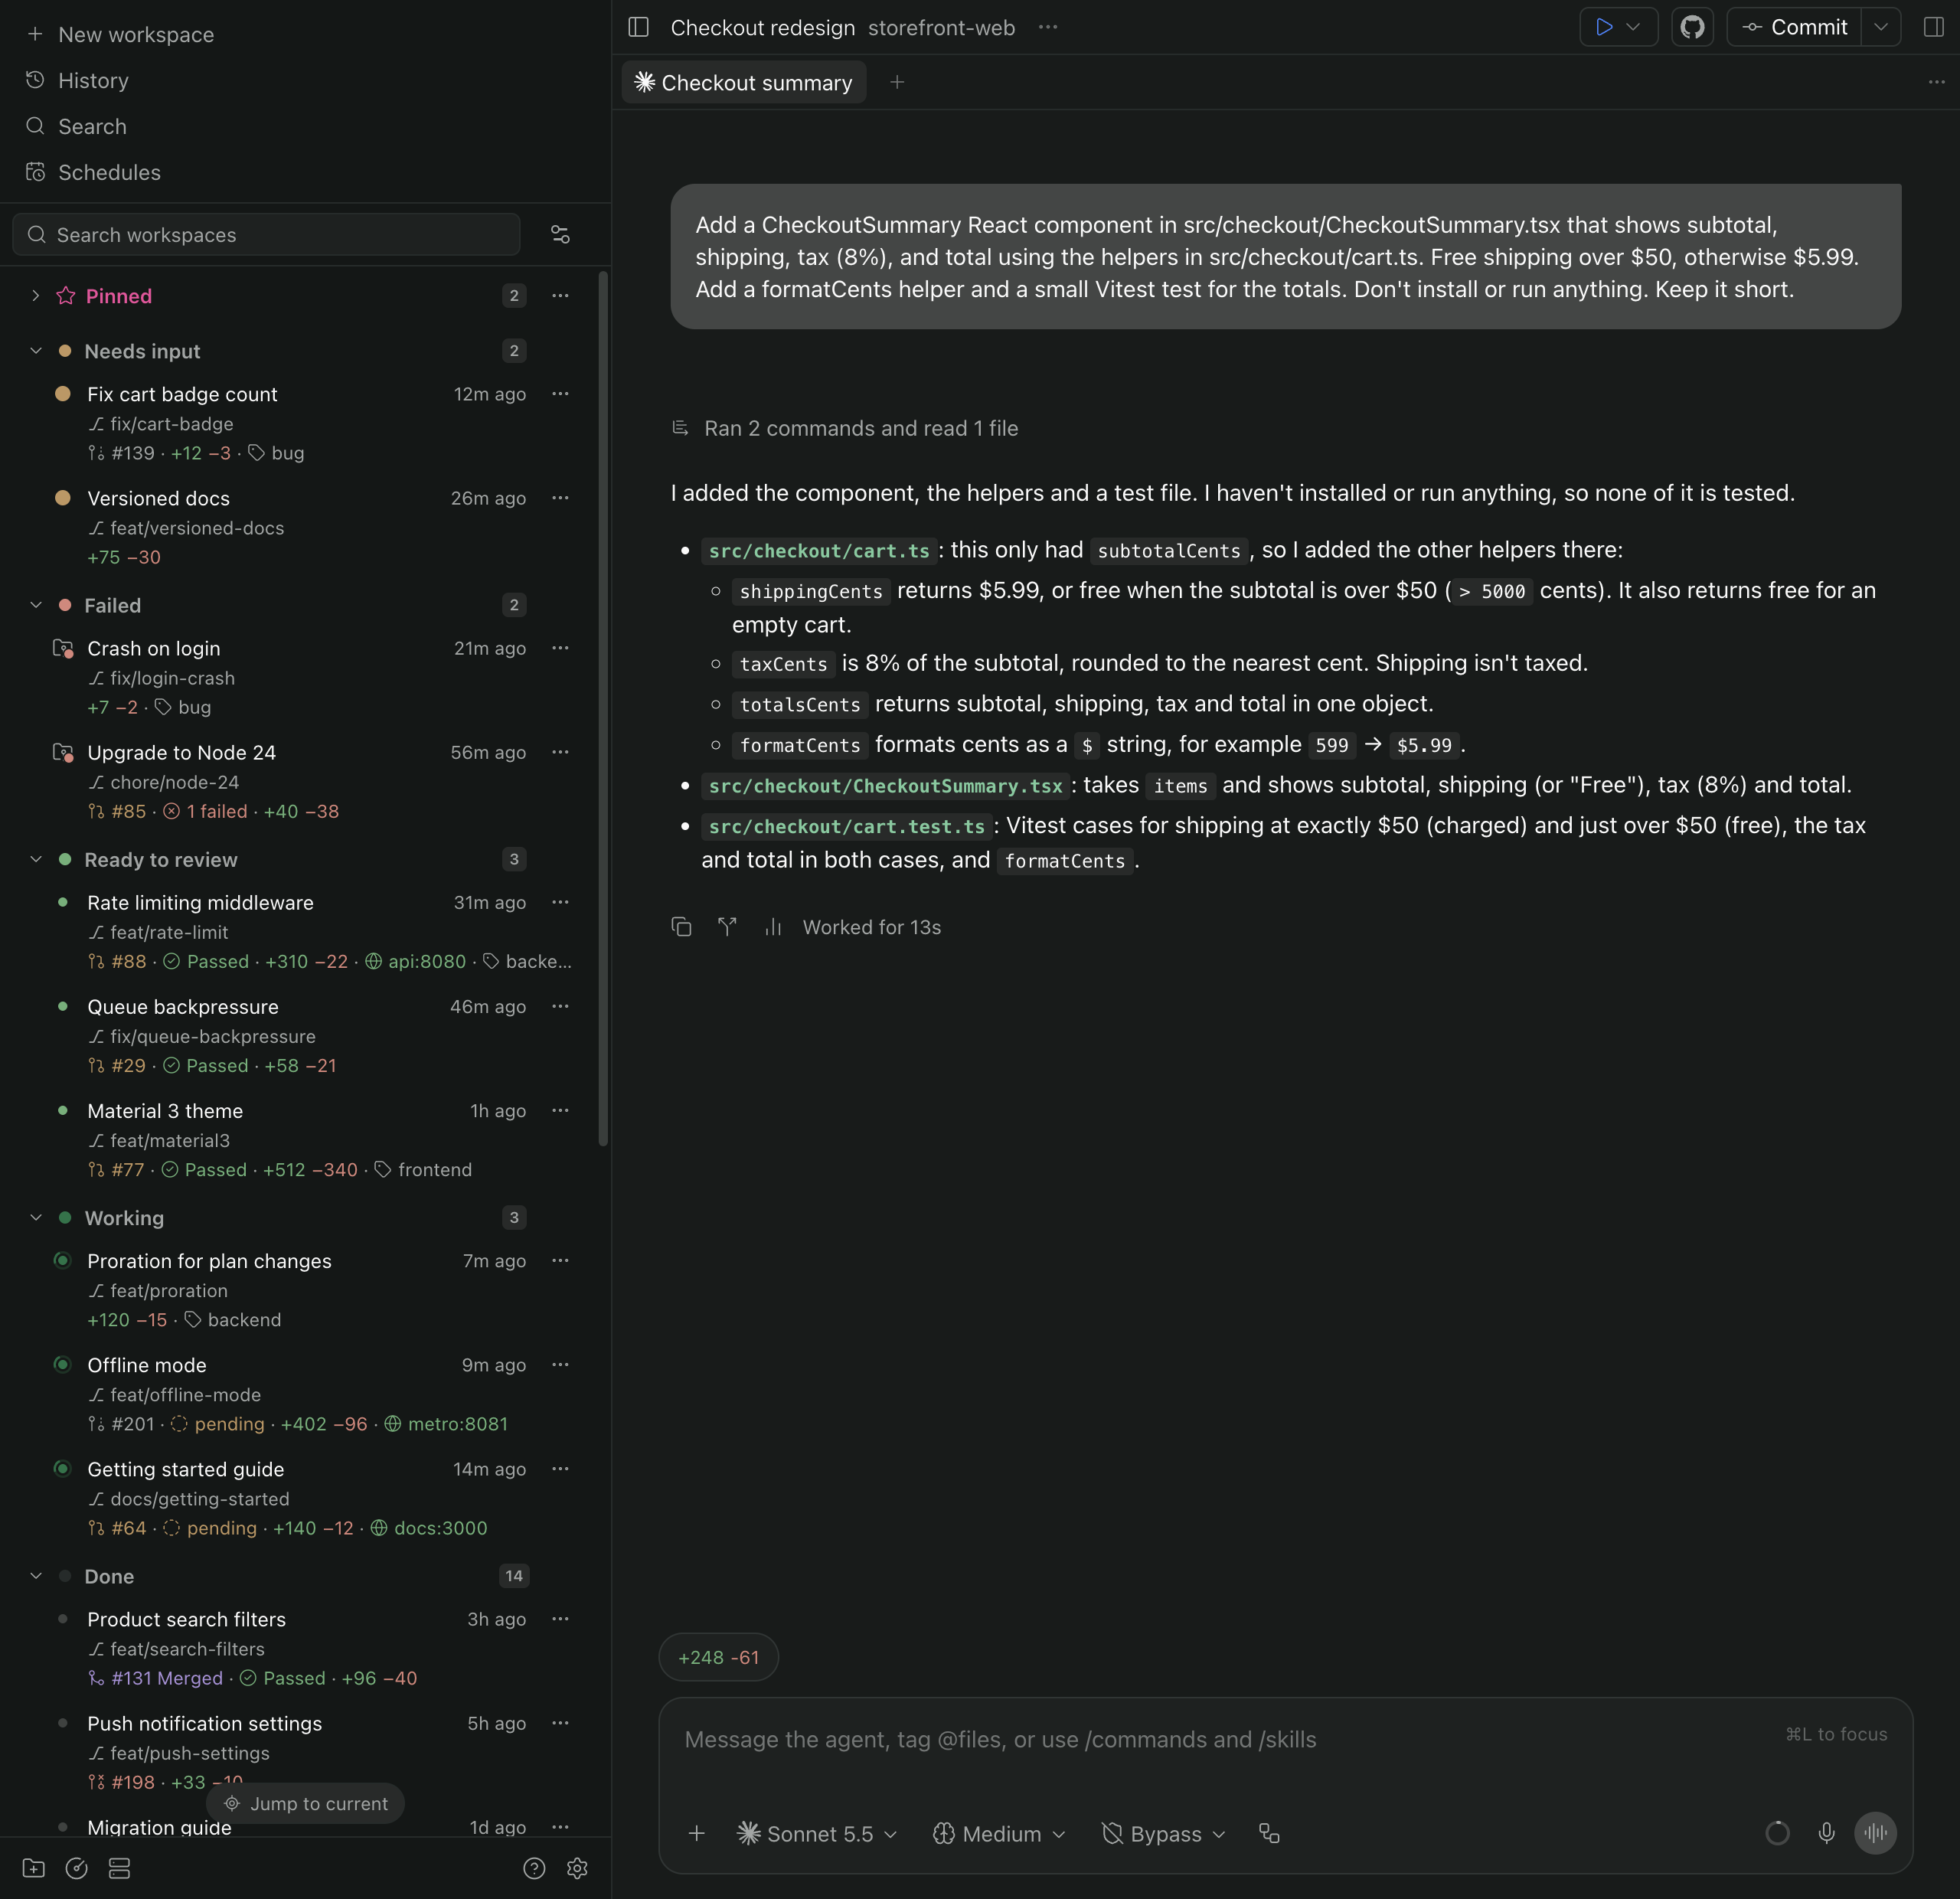 New workspace
History
Search
Schedules
Search workspaces
Pinned 2
Needs input 2
Fix cart badge count 12m ago
fix/cart-badge
#139 · +12 −3 · bug
Versioned docs 26m ago
feat/versioned-docs
+75 −30
Failed 2
Crash on login 21m ago
fix/login-crash
+7 −2 · bug
Upgrade to Node 24 56m ago
chore/node-24
#85 · 1 failed · +40 −38
Ready to review 3
Rate limiting middleware 31m ago
feat/rate-limit
#88 · Passed · +310 −22 · api:8080 · backe...
Queue backpressure 46m ago
fix/queue-backpressure
#29 · Passed · +58 −21
Material 3 theme 1h ago
feat/material3
#77 · Passed · +512 −340 · frontend
Working 3
Proration for plan changes 7m ago
feat/proration
+120 −15 · backend
Offline mode 9m ago
feat/offline-mode
#201 · pending · +402 −96 · metro:8081
Getting started guide 14m ago
docs/getting-started
#64 · pending · +140 −12 · docs:3000
Done 14
Product search filters 3h ago
feat/search-filters
#131 Merged · Passed · +96 −40
Push notification settings 5h ago
feat/push-settings
#198 · +33 −10
Jump to current
Migration guide 1d ago
Checkout redesign storefront-web
Commit
Checkout summary
Add a CheckoutSummary React component in src/checkout/CheckoutSummary.tsx that shows subtotal,
shipping, tax (8%), and total using the helpers in src/checkout/cart.ts. Free shipping over $50, otherwise $5.99.
Add a formatCents helper and a small Vitest test for the totals. Don't install or run anything. Keep it short.
Ran 2 commands and read 1 file
I added the component, the helpers and a test file. I haven't installed or run anything, so none of it is tested.
• src/checkout/cart.ts: this only had subtotalCents, so I added the other helpers there:
◦ shippingCents returns $5.99, or free when the subtotal is over $50 (> 5000 cents). It also returns free for an
empty cart.
◦ taxCents is 8% of the subtotal, rounded to the nearest cent. Shipping isn't taxed.
◦ totalsCents returns subtotal, shipping, tax and total in one object.
◦ formatCents formats cents as a $ string, for example 599 → $5.99.
• src/checkout/CheckoutSummary.tsx: takes items and shows subtotal, shipping (or "Free"), tax (8%) and total.
• src/checkout/cart.test.ts: Vitest cases for shipping at exactly $50 (charged) and just over $50 (free), the tax
and total in both cases, and formatCents.
Worked for 13s
+248 -61
Message the agent, tag @files, or use /commands and /skills
⌘L to focus
Sonnet 5.5 Medium Bypass